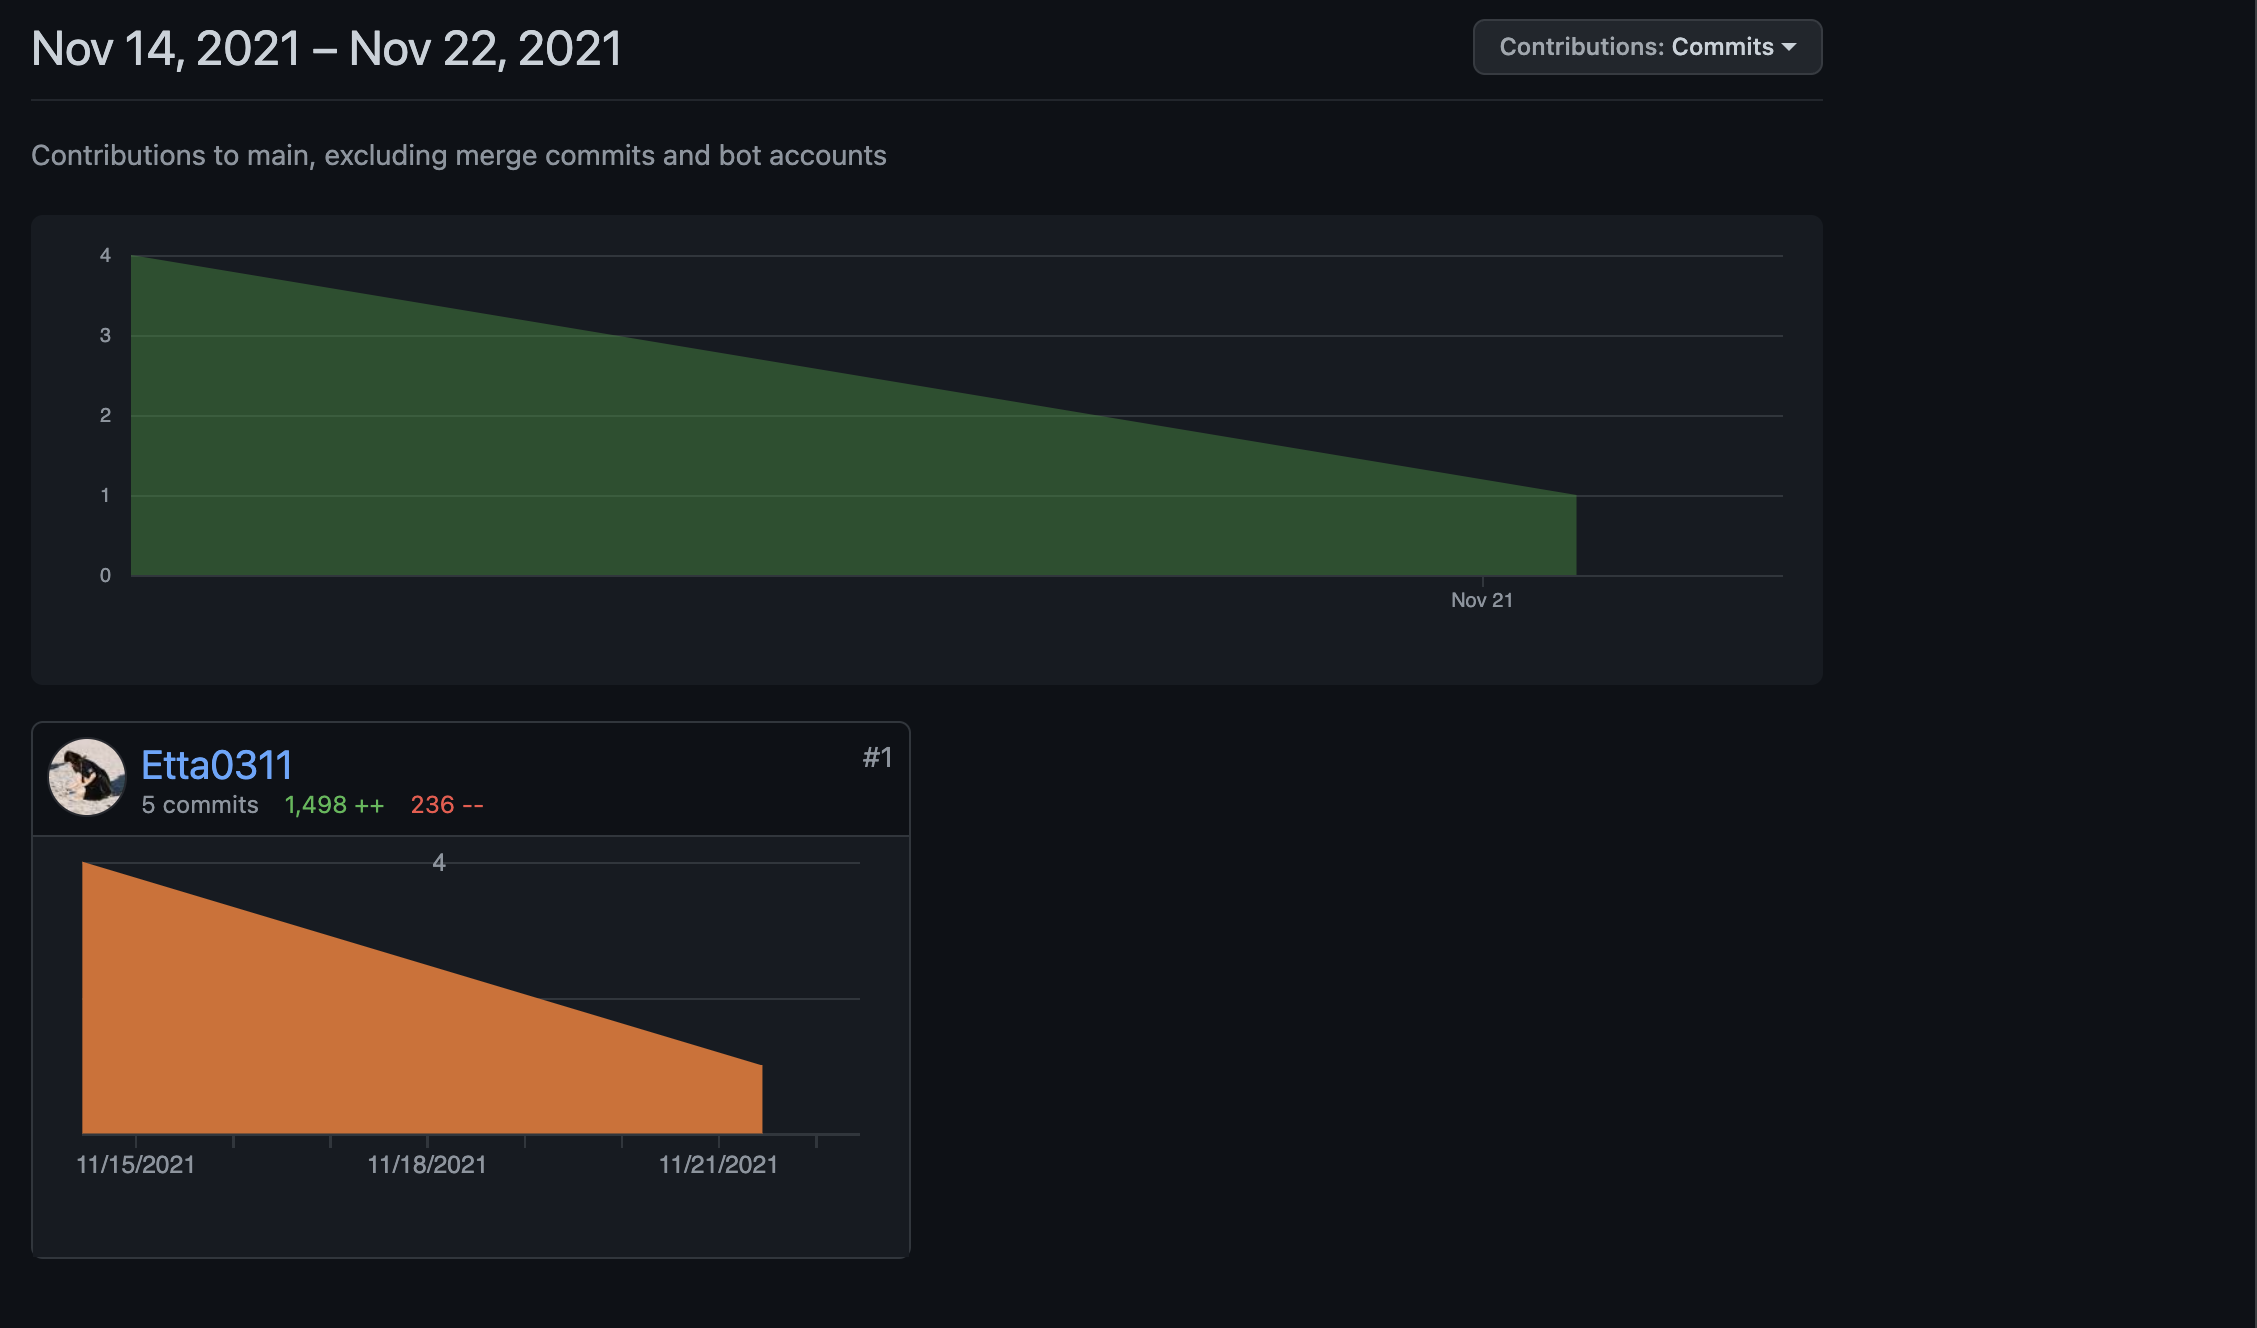 Nov 14, 2021 – Nov 22, 2021
Contributions: Commits
Contributions to main, excluding merge commits and bot accounts
4
3
2
1
0
Nov 21
Etta0311
#1
5 commits 1,498 ++ 236 --
4
11/15/2021 11/18/2021 11/21/2021